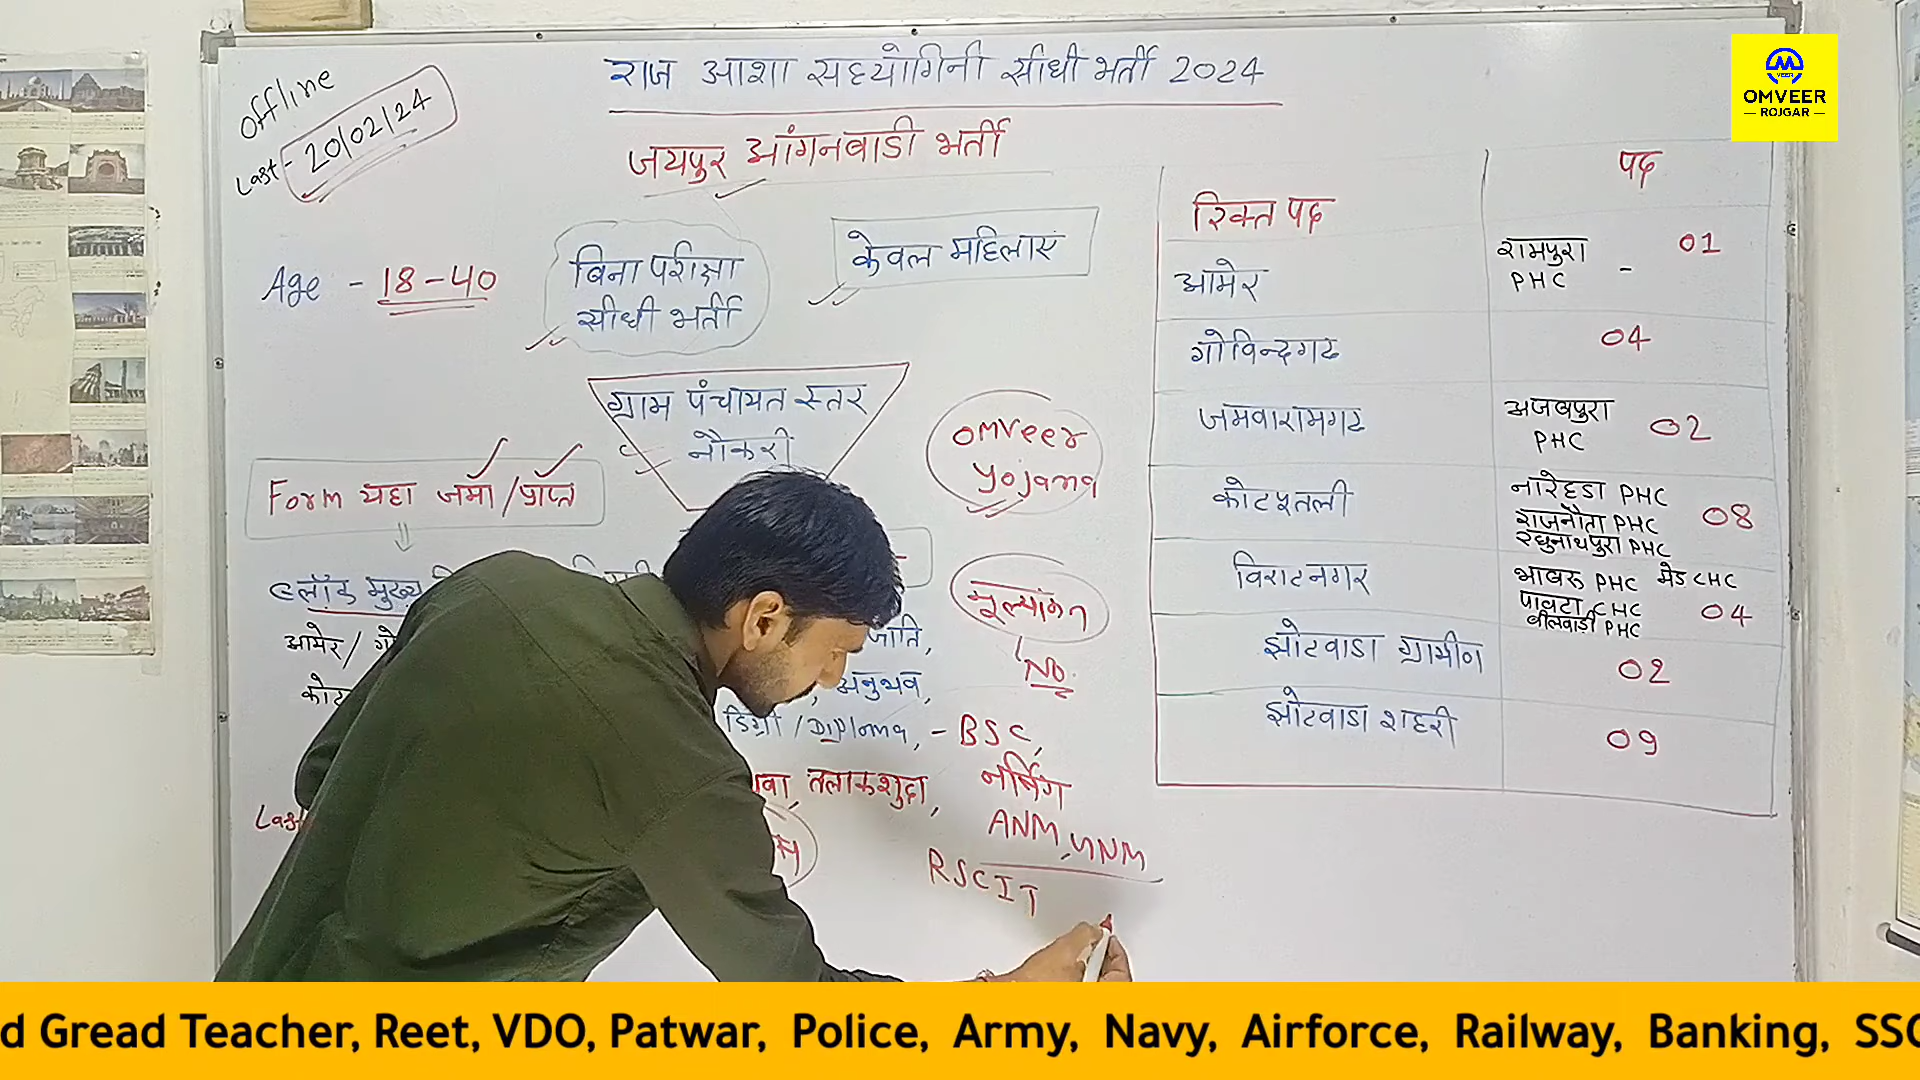 राज आशा सहयोगिनी सीधी भर्ती 2024
जयपुर आंगनवाडी भर्ती
Offline
Last - 20/02/24
Age - 18-40
बिना परीक्षा
सीधी भर्ती
केवल महिलाए
ग्राम पंचायत स्तर
नौकरी
omveer
yojana
Form यहा जमा/प्राप्त
ब्लॉक मुख्य
आमेर/
मूल्यांकन
No.
जाति,
अनुभव,
डिग्री/Diploma, - BSC,
तलाकशुदा, नर्सिंग
ANM, GNM
RSCIT
Last
रिक्त पद पद
आमेर रामपुरा PHC - 01
गोविन्दगढ 04
जमवारामगढ अजबपुरा PHC 02
कोटपुतली नारेहडा PHC
राजनौता PHC 08
रघुनाथपुरा PHC
विराटनगर भाबरू PHC मेड CHC
पावटा CHC 04
बीलवाडी PHC
झोटवाडा ग्रामीण 02
झोटवाडा शहरी 09
OMVEER
— ROJGAR —
d Gread Teacher, Reet, VDO, Patwar, Police, Army, Navy, Airforce, Railway, Banking, SSC